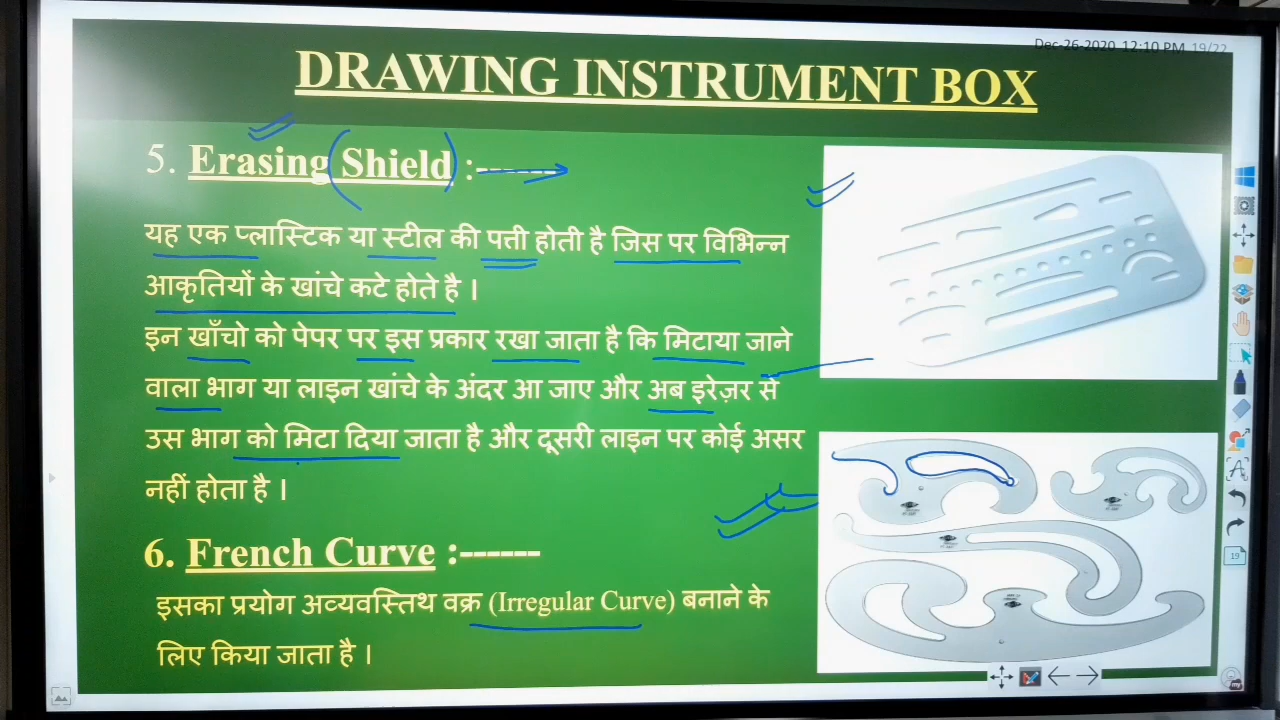 Dec-26-2020 12:10 PM 19/22
DRAWING INSTRUMENT BOX
5. Erasing (Shield) :------
यह एक प्लास्टिक या स्टील की पत्ती होती है जिस पर विभिन्न
आकृतियों के खांचे कटे होते है ।
इन खाँचो को पेपर पर इस प्रकार रखा जाता है कि मिटाया जाने
वाला भाग या लाइन खांचे के अंदर आ जाए और अब इरेज़र से
उस भाग को मिटा दिया जाता है और दूसरी लाइन पर कोई असर
नहीं होता है ।
6. French Curve :------
इसका प्रयोग अव्यवस्तिथ वक्र (Irregular Curve) बनाने के
लिए किया जाता है ।
19